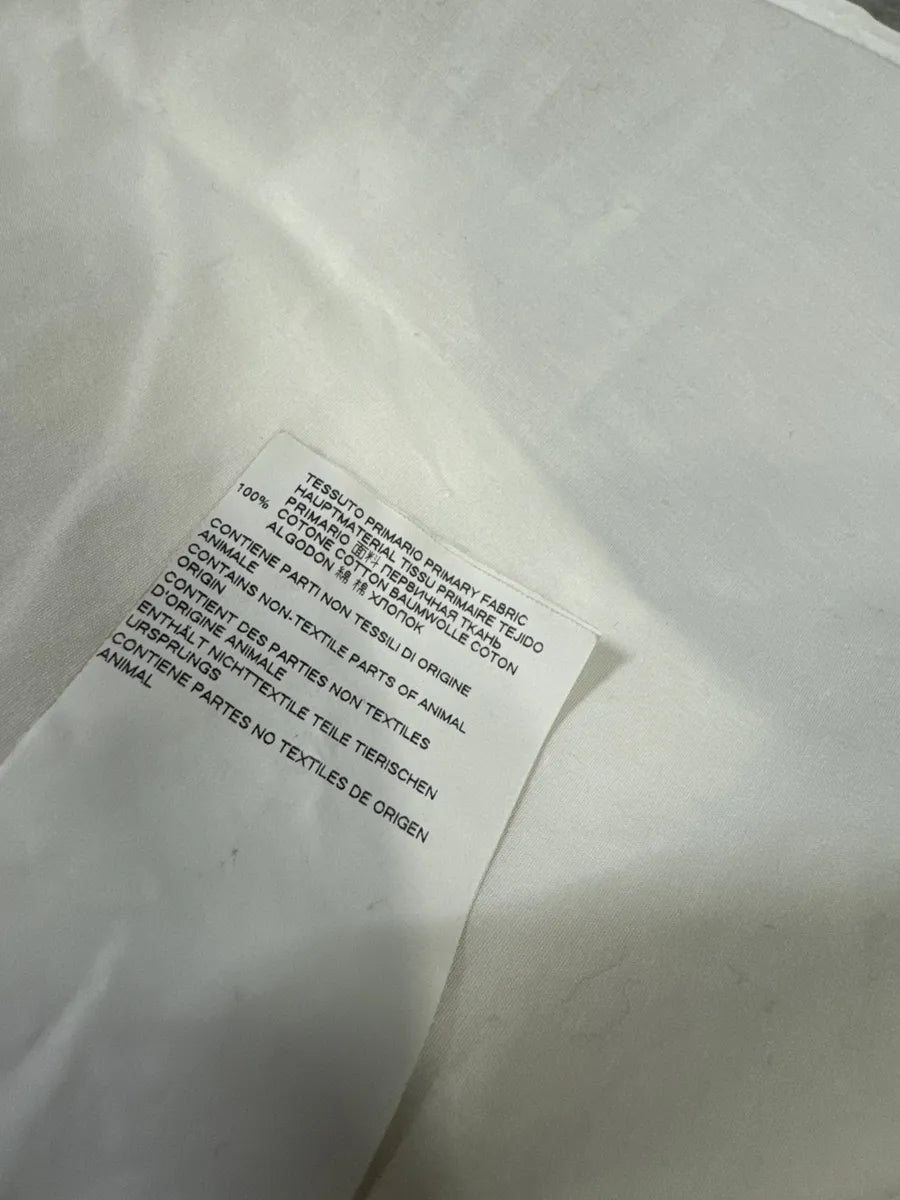 TESSUTO PRIMARIO PRIMARY FABRIC
HAUPTMATERIAL TISSU PRIMAIRE TEJIDO
PRIMARIO 面料 ПЕРВИЧНАЯ ТКАНЬ
100% COTONE COTTON BAUMWOLLE COTON
ALGODON 綿 棉 ХЛОПОК
CONTIENE PARTI NON TESSILI DI ORIGINE
ANIMALE
CONTAINS NON-TEXTILE PARTS OF ANIMAL
ORIGIN
CONTIENT DES PARTIES NON TEXTILES
D'ORIGINE ANIMALE
ENTHÄLT NICHTTEXTILE TEILE TIERISCHEN
URSPRUNGS
CONTIENE PARTES NO TEXTILES DE ORIGEN
ANIMAL